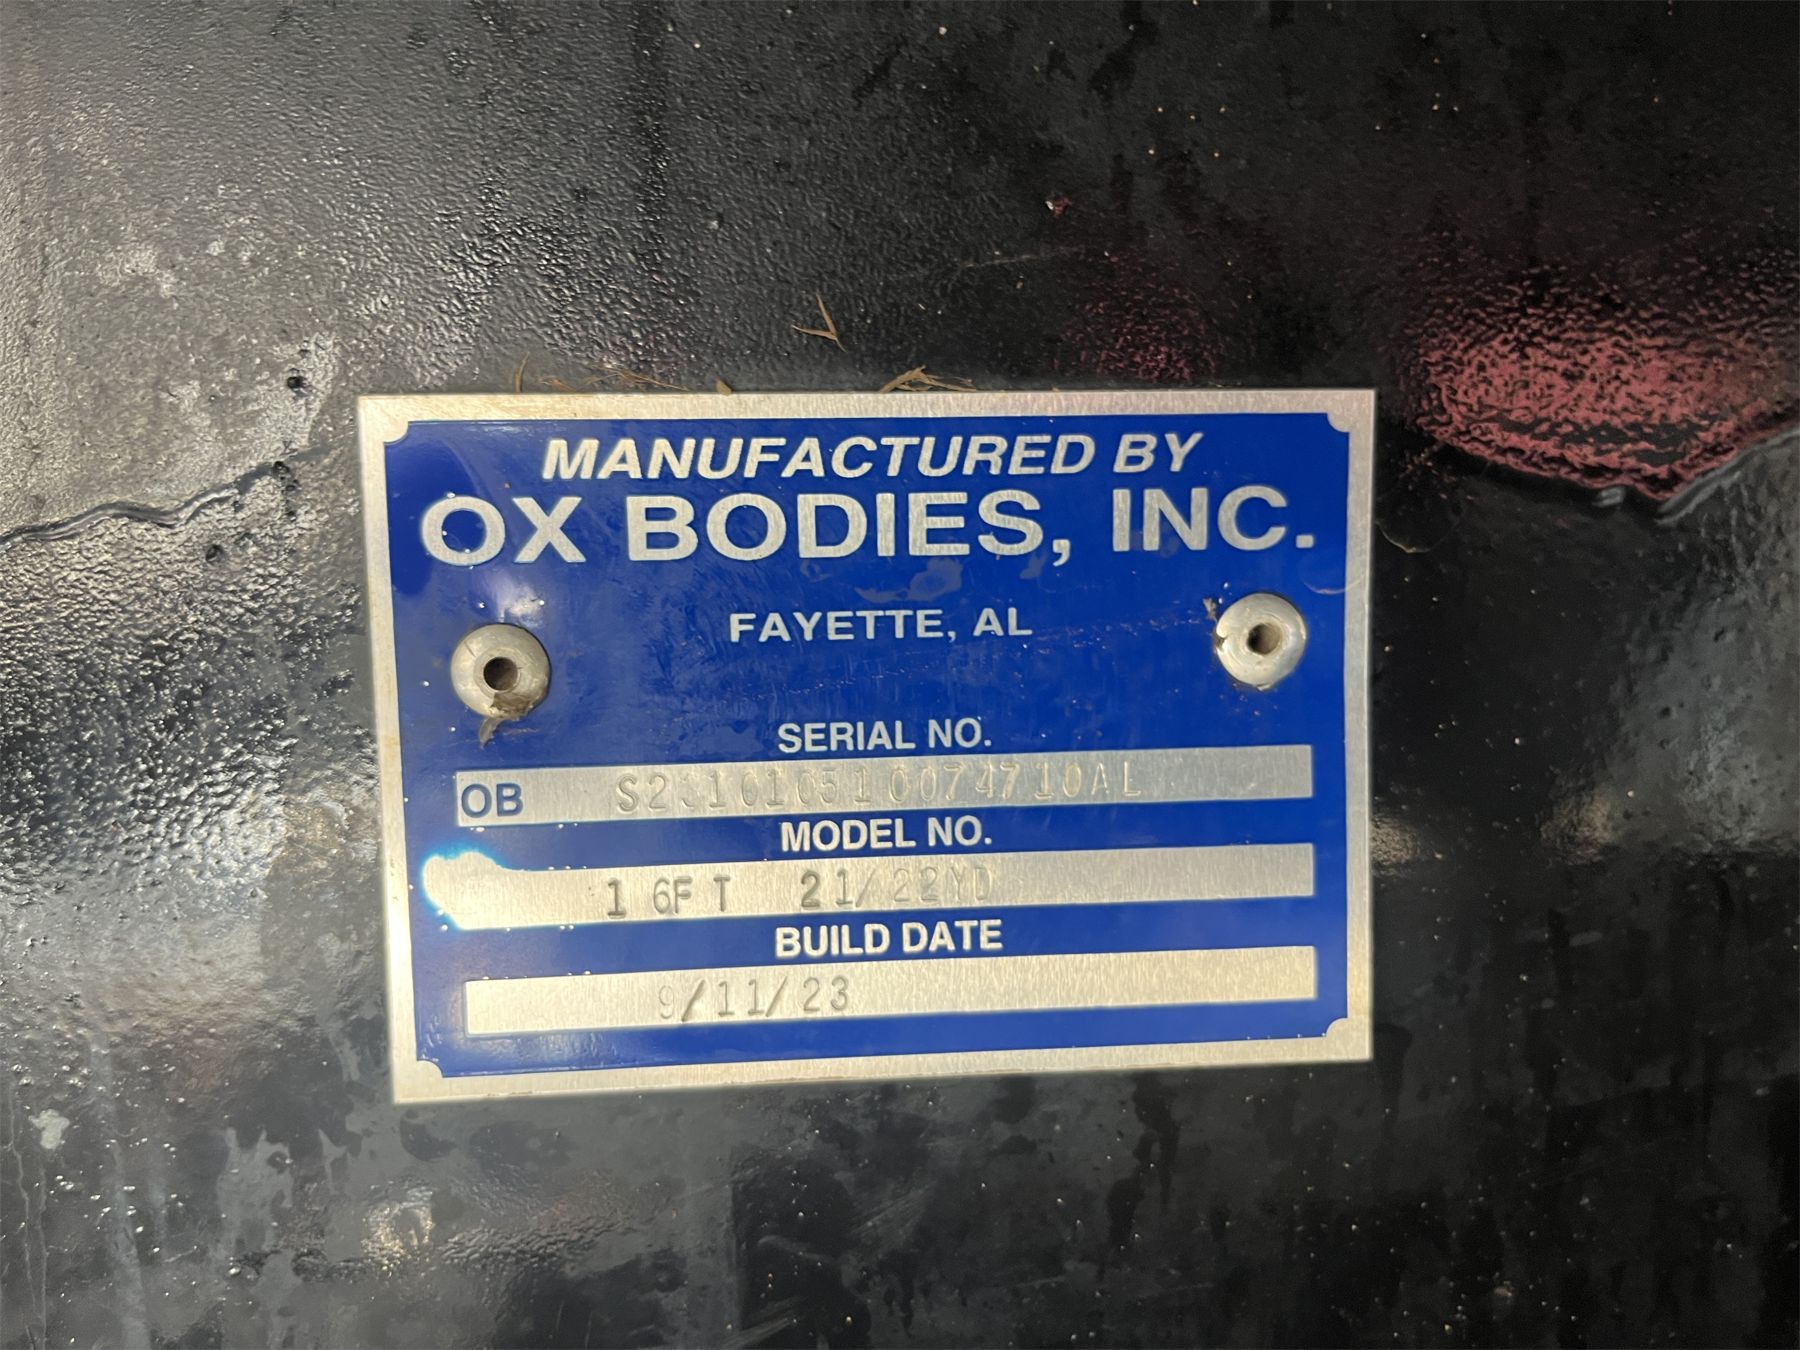 MANUFACTURED BY
OX BODIES, INC.
FAYETTE, AL
SERIAL NO.
OB
MODEL NO.
16FT 21/22YD
BUILD DATE
9/11/23